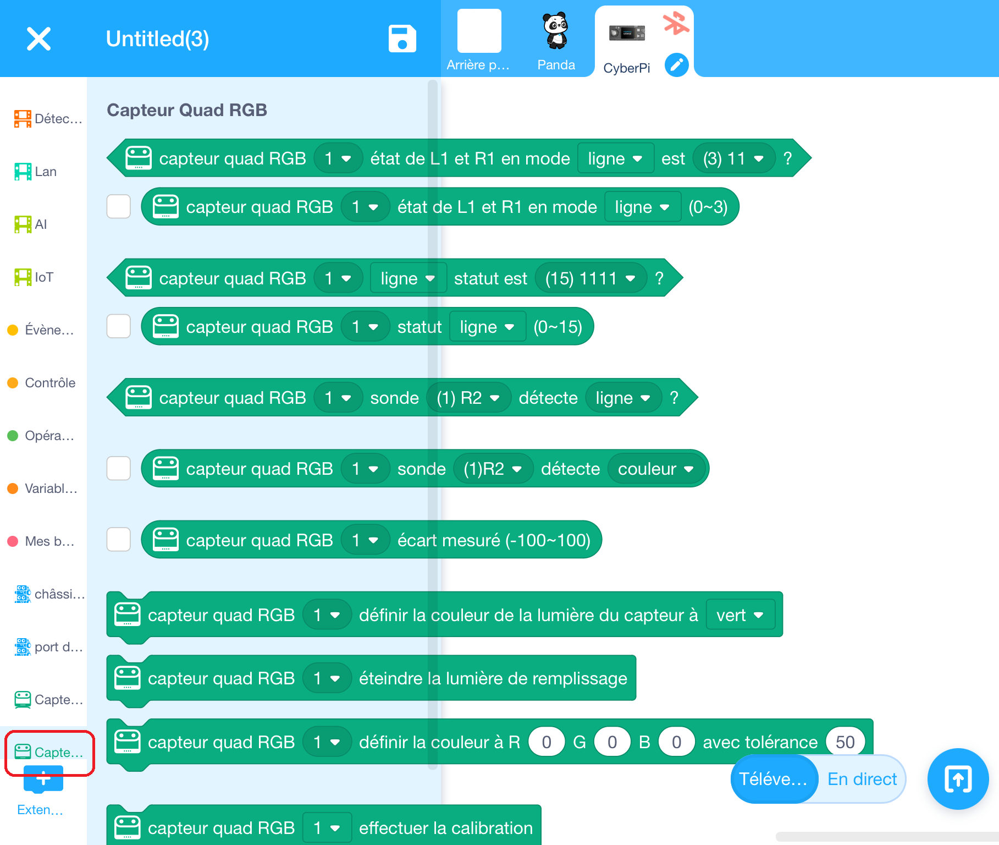 Untitled(3)
Arrière p...
Panda
CyberPi
Détec...
Lan
AI
IoT
Évène...
Contrôle
Opéra...
Variabl...
Mes b...
châssi...
port d...
Capte...
Capte...
Exten...
Capteur Quad RGB
capteur quad RGB 1 état de L1 et R1 en mode ligne est (3) 11 ?
capteur quad RGB 1 état de L1 et R1 en mode ligne (0~3)
capteur quad RGB 1 ligne statut est (15) 1111 ?
capteur quad RGB 1 statut ligne (0~15)
capteur quad RGB 1 sonde (1) R2 détecte ligne ?
capteur quad RGB 1 sonde (1)R2 détecte couleur
capteur quad RGB 1 écart mesuré (-100~100)
capteur quad RGB 1 définir la couleur de la lumière du capteur à vert
capteur quad RGB 1 éteindre la lumière de remplissage
capteur quad RGB 1 définir la couleur à R 0 G 0 B 0 avec tolérance 50
capteur quad RGB 1 effectuer la calibration
Téléve... En direct